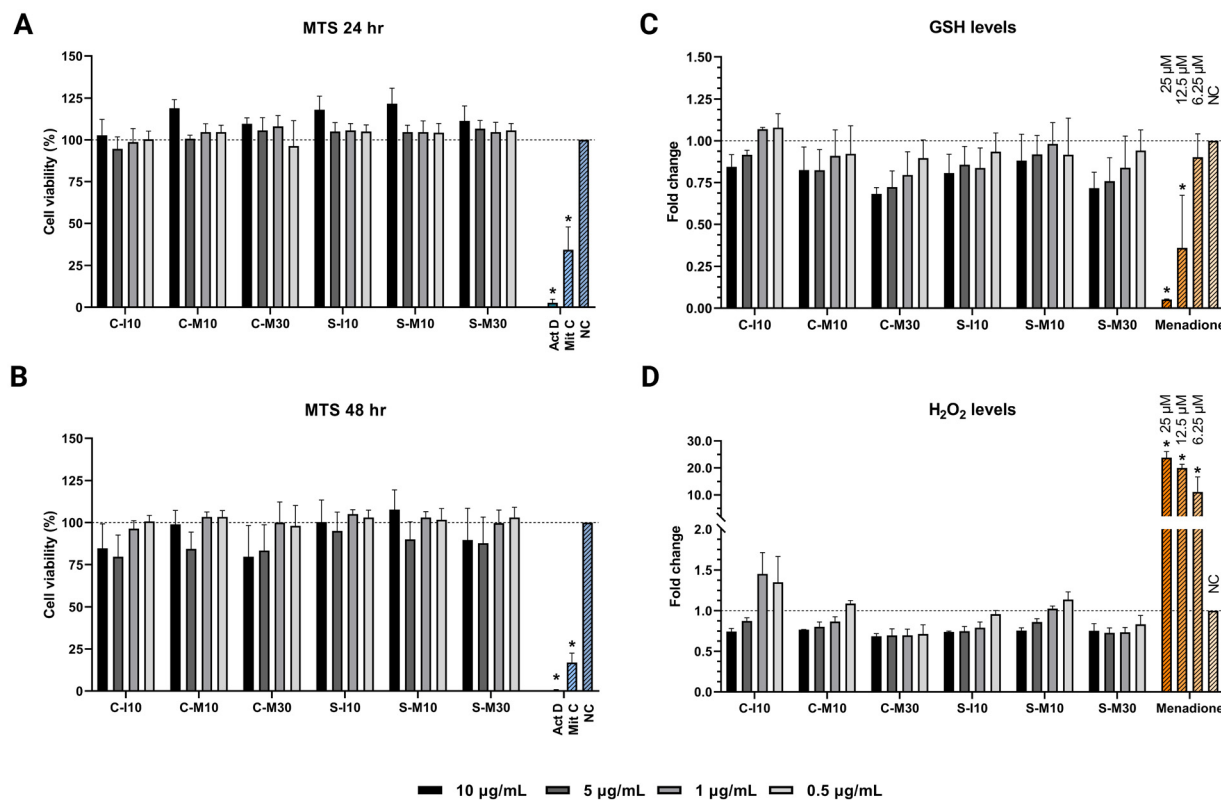 A
MTS 24 hr
Cell viability (%)
150
125
100
75
50
25
0
*
*
C-I10 C-M10 C-M30 S-I10 S-M10 S-M30
Act D
Mit C
NC
B
MTS 48 hr
Cell viability (%)
150
125
100
75
50
25
0
*
*
C-I10 C-M10 C-M30 S-I10 S-M10 S-M30
Act D
Mit C
NC
C
GSH levels
Fold change
1.50
1.25
1.00
0.75
0.50
0.25
0.00
25 µM
12.5 µM
6.25 µM
NC
*
*
C-I10 C-M10 C-M30 S-I10 S-M10 S-M30 Menadione
D
H₂O₂ levels
Fold change
30.0
20.0
10.0
2.0
1.5
1.0
0.5
0.0
25 µM
12.5 µM
6.25 µM
NC
*
*
*
C-I10 C-M10 C-M30 S-I10 S-M10 S-M30 Menadione
10 µg/mL 5 µg/mL 1 µg/mL 0.5 µg/mL